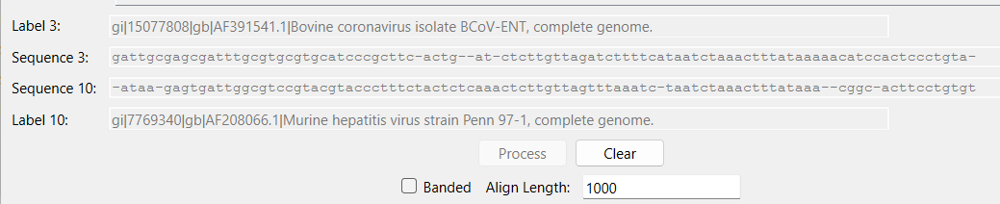 Label 3: gi|15077808|gb|AF391541.1|Bovine coronavirus isolate BCoV-ENT, complete genome.
Sequence 3: gattgcgagcgatttgcgtgcgtgcatcccgcttc-actg--at-ctcttgttagatcttttcataatctaaactttataaaaacatccactccctgta-
Sequence 10: -ataa-gagtgattggcgtccgtacgtaccctttctactctcaaactcttgttagtttaaatc-taatctaaactttataaa--cggc-acttcctgtgt
Label 10: gi|7769340|gb|AF208066.1|Murine hepatitis virus strain Penn 97-1, complete genome.
Process Clear
Banded Align Length: 1000